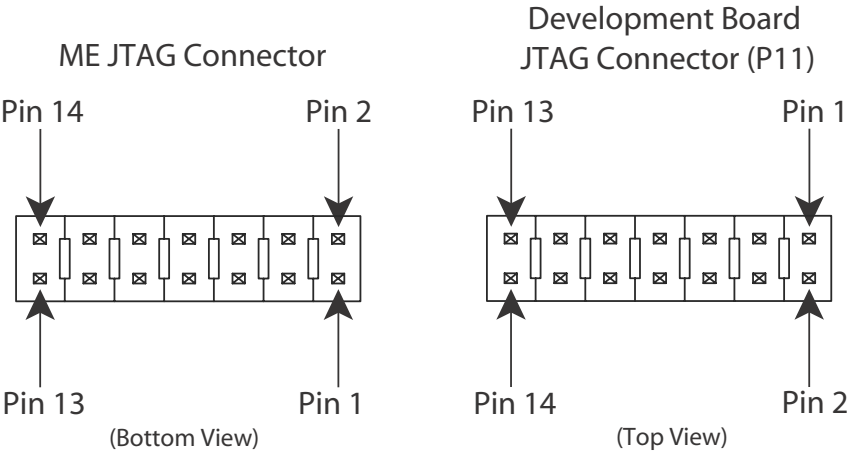 ME JTAG Connector
Pin 14
Pin 2
Pin 13
Pin 1
(Bottom View)
Development Board
JTAG Connector (P11)
Pin 13
Pin 1
Pin 14
Pin 2
(Top View)